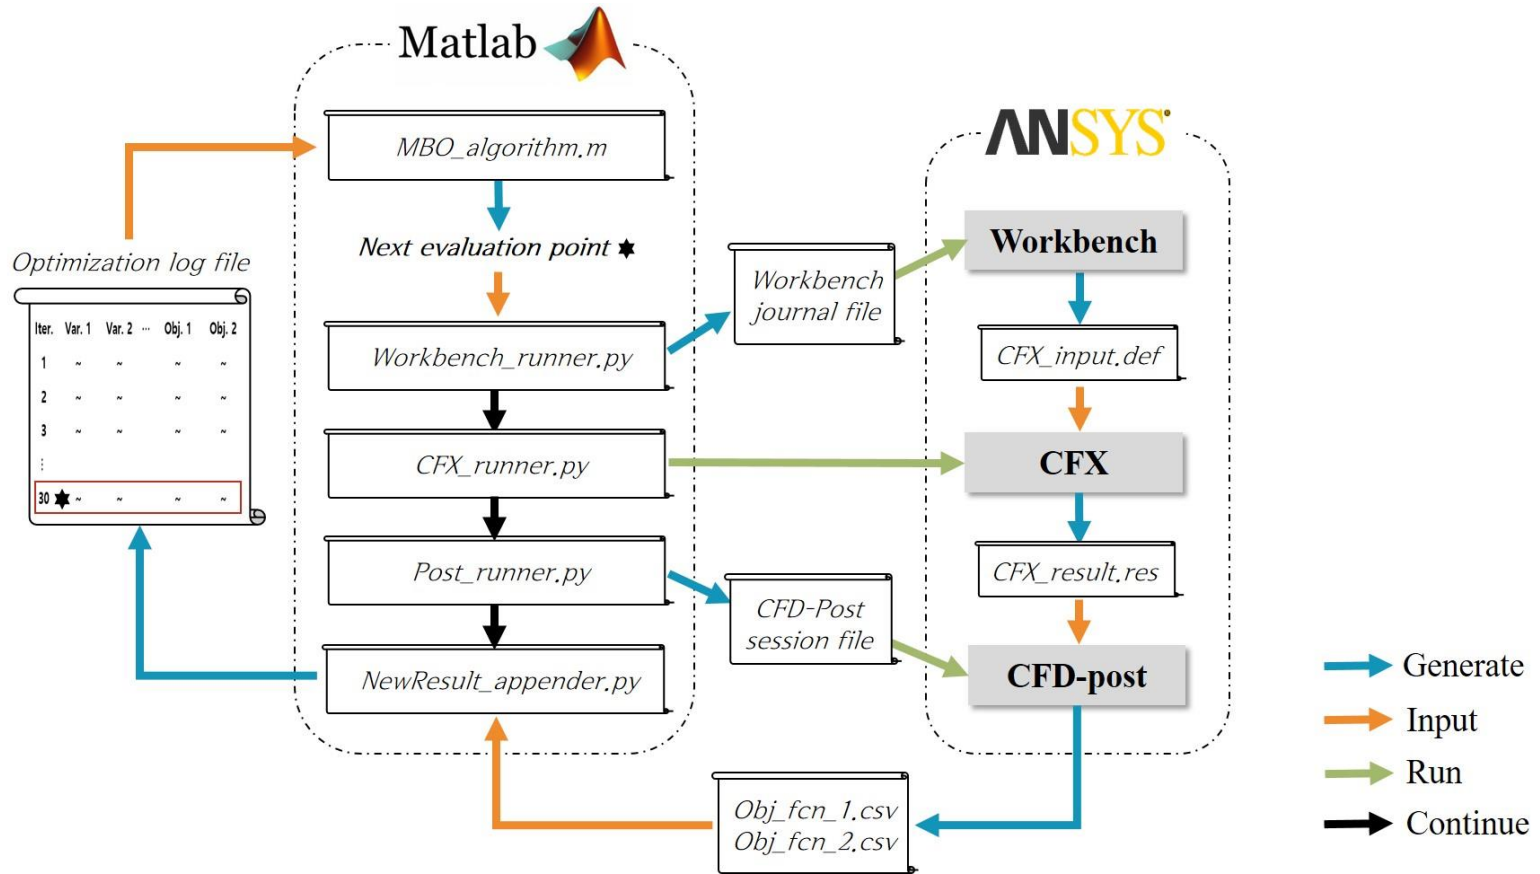 Matlab
MBO_algorithm.m
Next evaluation point
Workbench_runner.py
CFX_runner.py
Post_runner.py
NewResult_appender.py
Optimization log file
Iter. Var. 1 Var. 2 ... Obj. 1 Obj. 2
1 ~ ~ ~ ~
2 ~ ~ ~ ~
3 ~ ~ ~ ~
⋮
30 ~ ~ ~ ~
Workbench
journal file
CFD-Post
session file
Obj_fcn_1.csv
Obj_fcn_2.csv
ANSYS®
Workbench
CFX_input.def
CFX
CFX_result.res
CFD-post
Generate
Input
Run
Continue